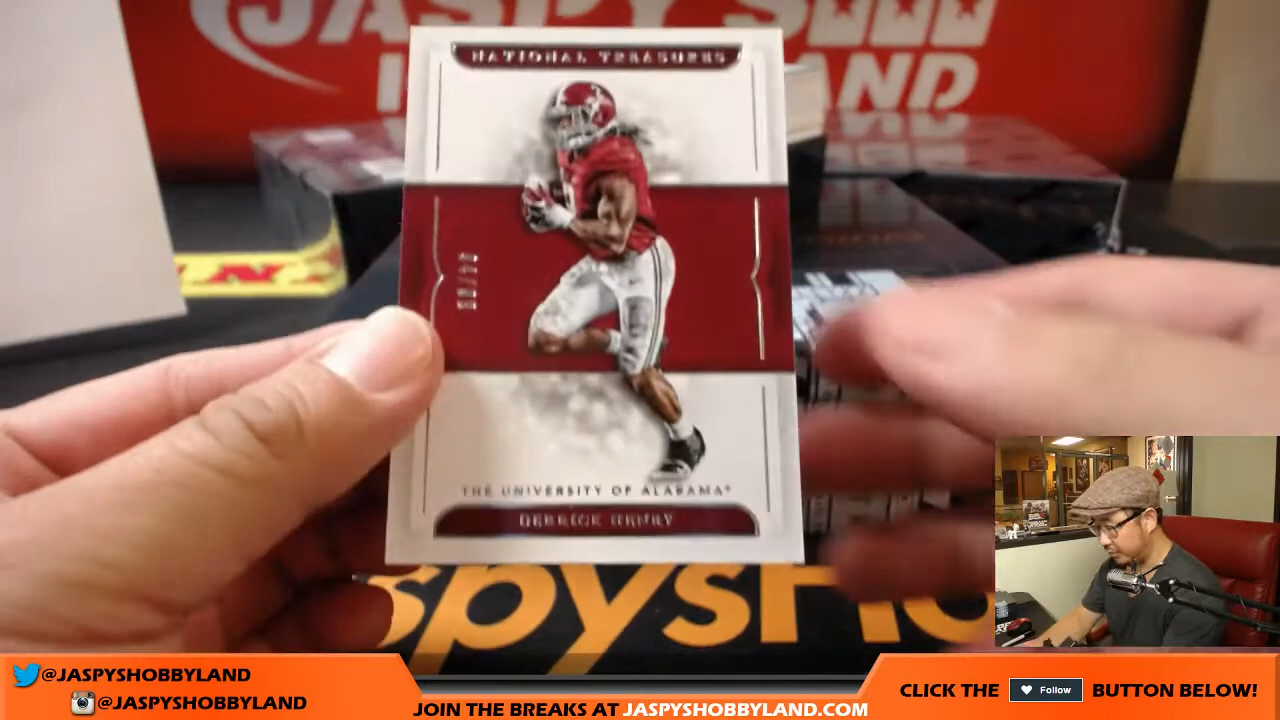 JASPY'S
NATIONAL TREASURES
THE UNIVERSITY OF ALABAMA
DERRICK HENRY
@JASPYSHOBBYLAND
@JASPYSHOBBYLAND
JOIN THE BREAKS AT JASPYSHOBBYLAND.COM
CLICK THE Follow BUTTON BELOW!